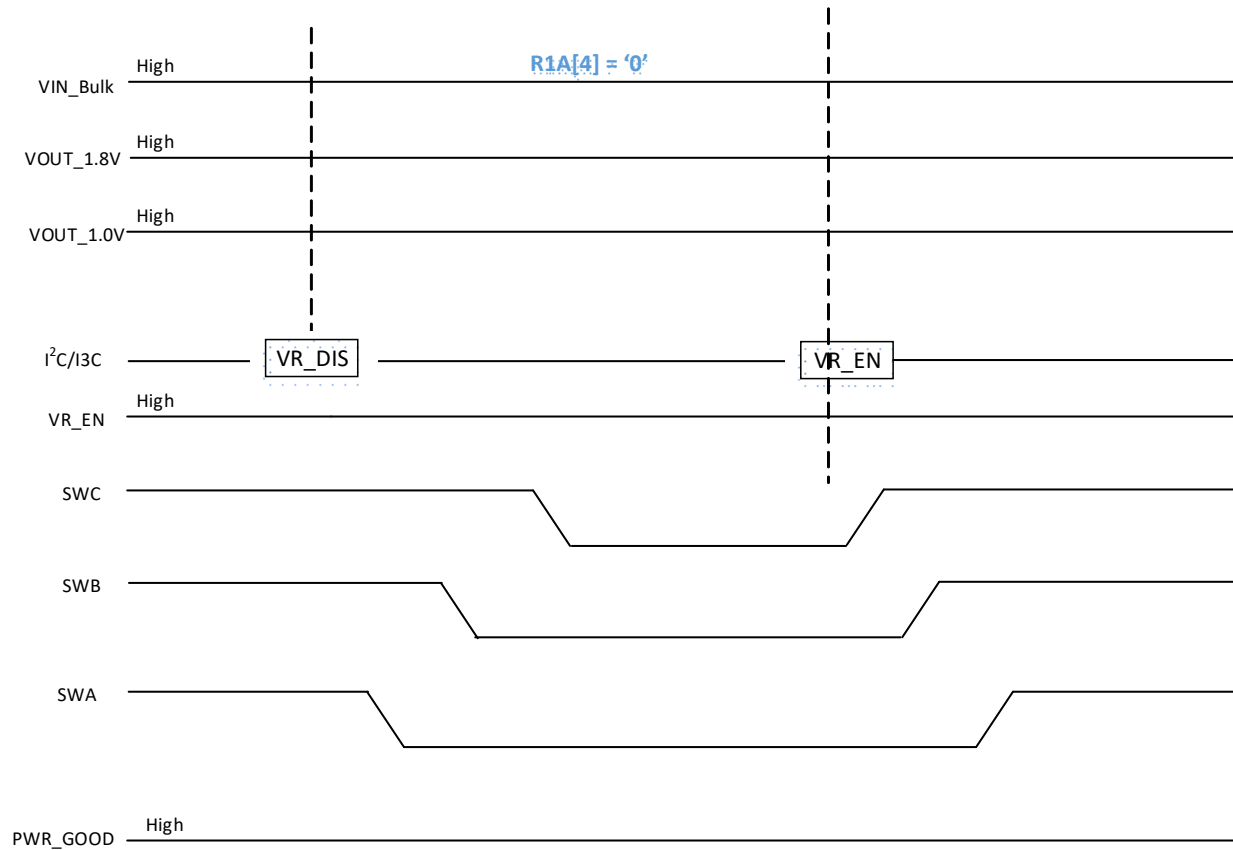 High
R1A[4] = ‘0’
VIN_Bulk
High
VOUT_1.8V
High
VOUT_1.0V
I²C/I3C
VR_DIS
VR_EN
High
VR_EN
SWC
SWB
SWA
High
PWR_GOOD